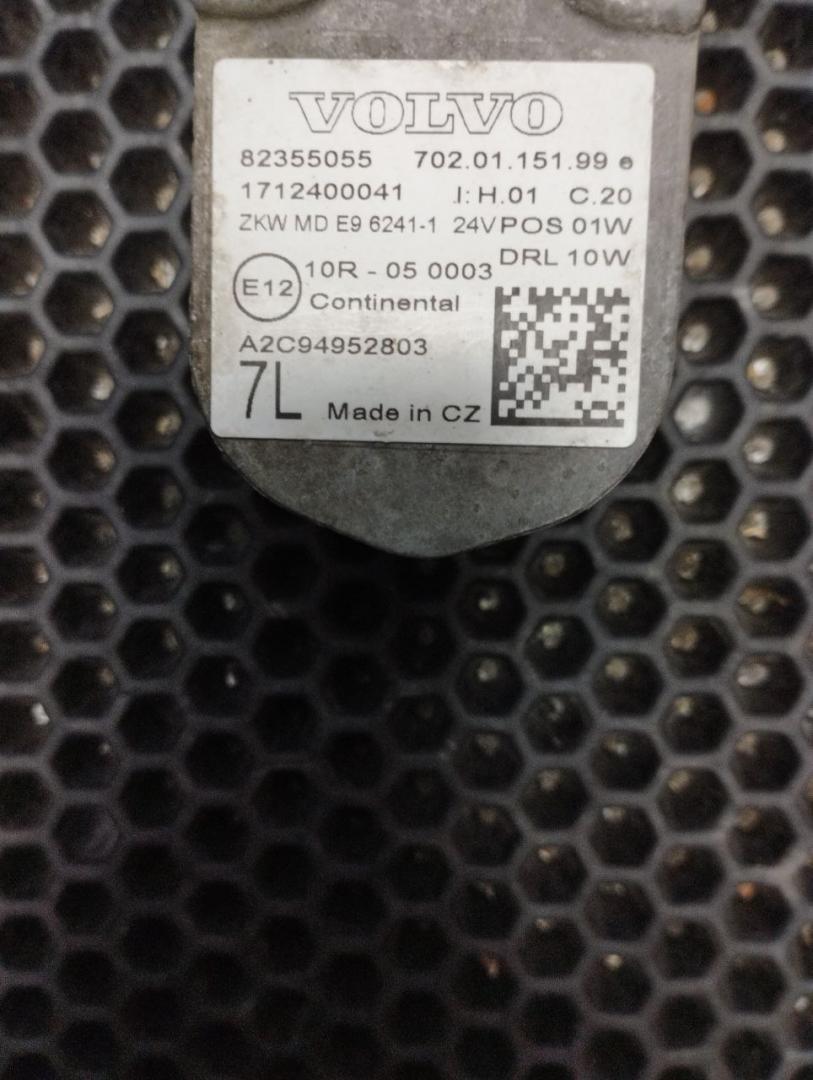 VOLVO
82355055 702.01.151.99 e
1712400041 I: H.01 C.20
ZKW MD E9 6241-1 24V POS 01W
DRL 10W
E12 10R - 05 0003
Continental
A2C94952803
7L Made in CZ